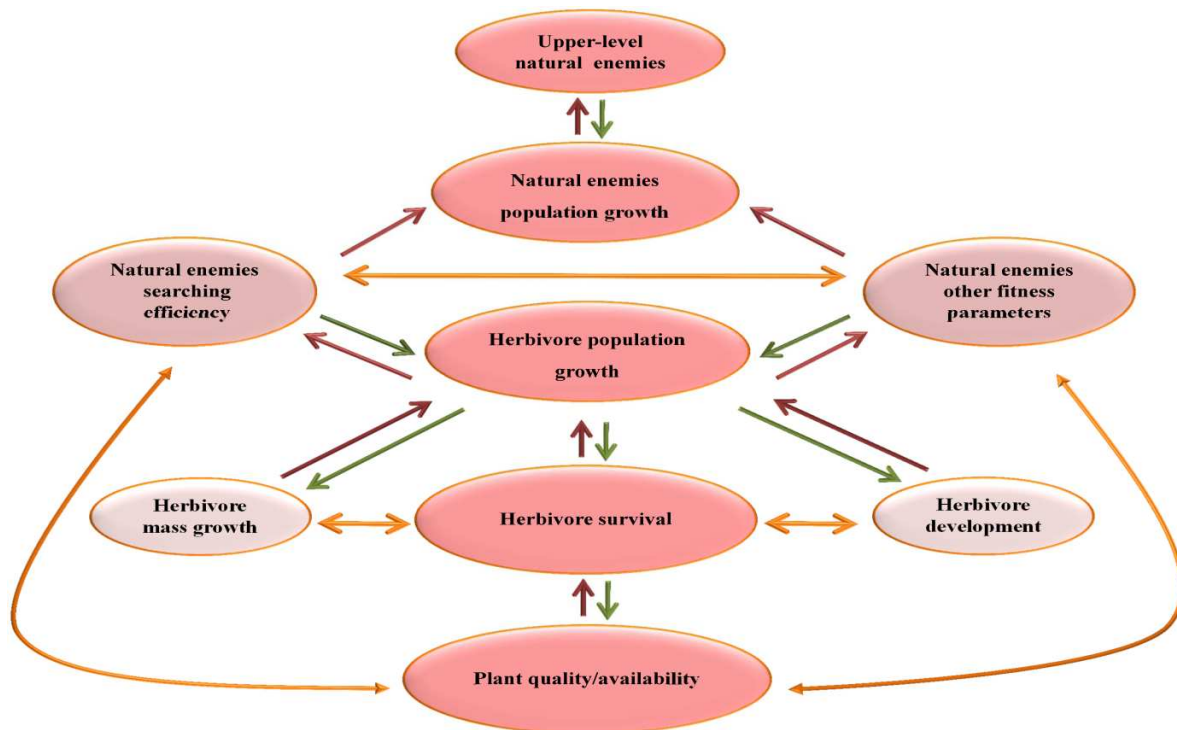 Upper-level
natural enemies
Natural enemies
population growth
Natural enemies
searching
efficiency
Natural enemies
other fitness
parameters
Herbivore population
growth
Herbivore
mass growth
Herbivore survival
Herbivore
development
Plant quality/availability